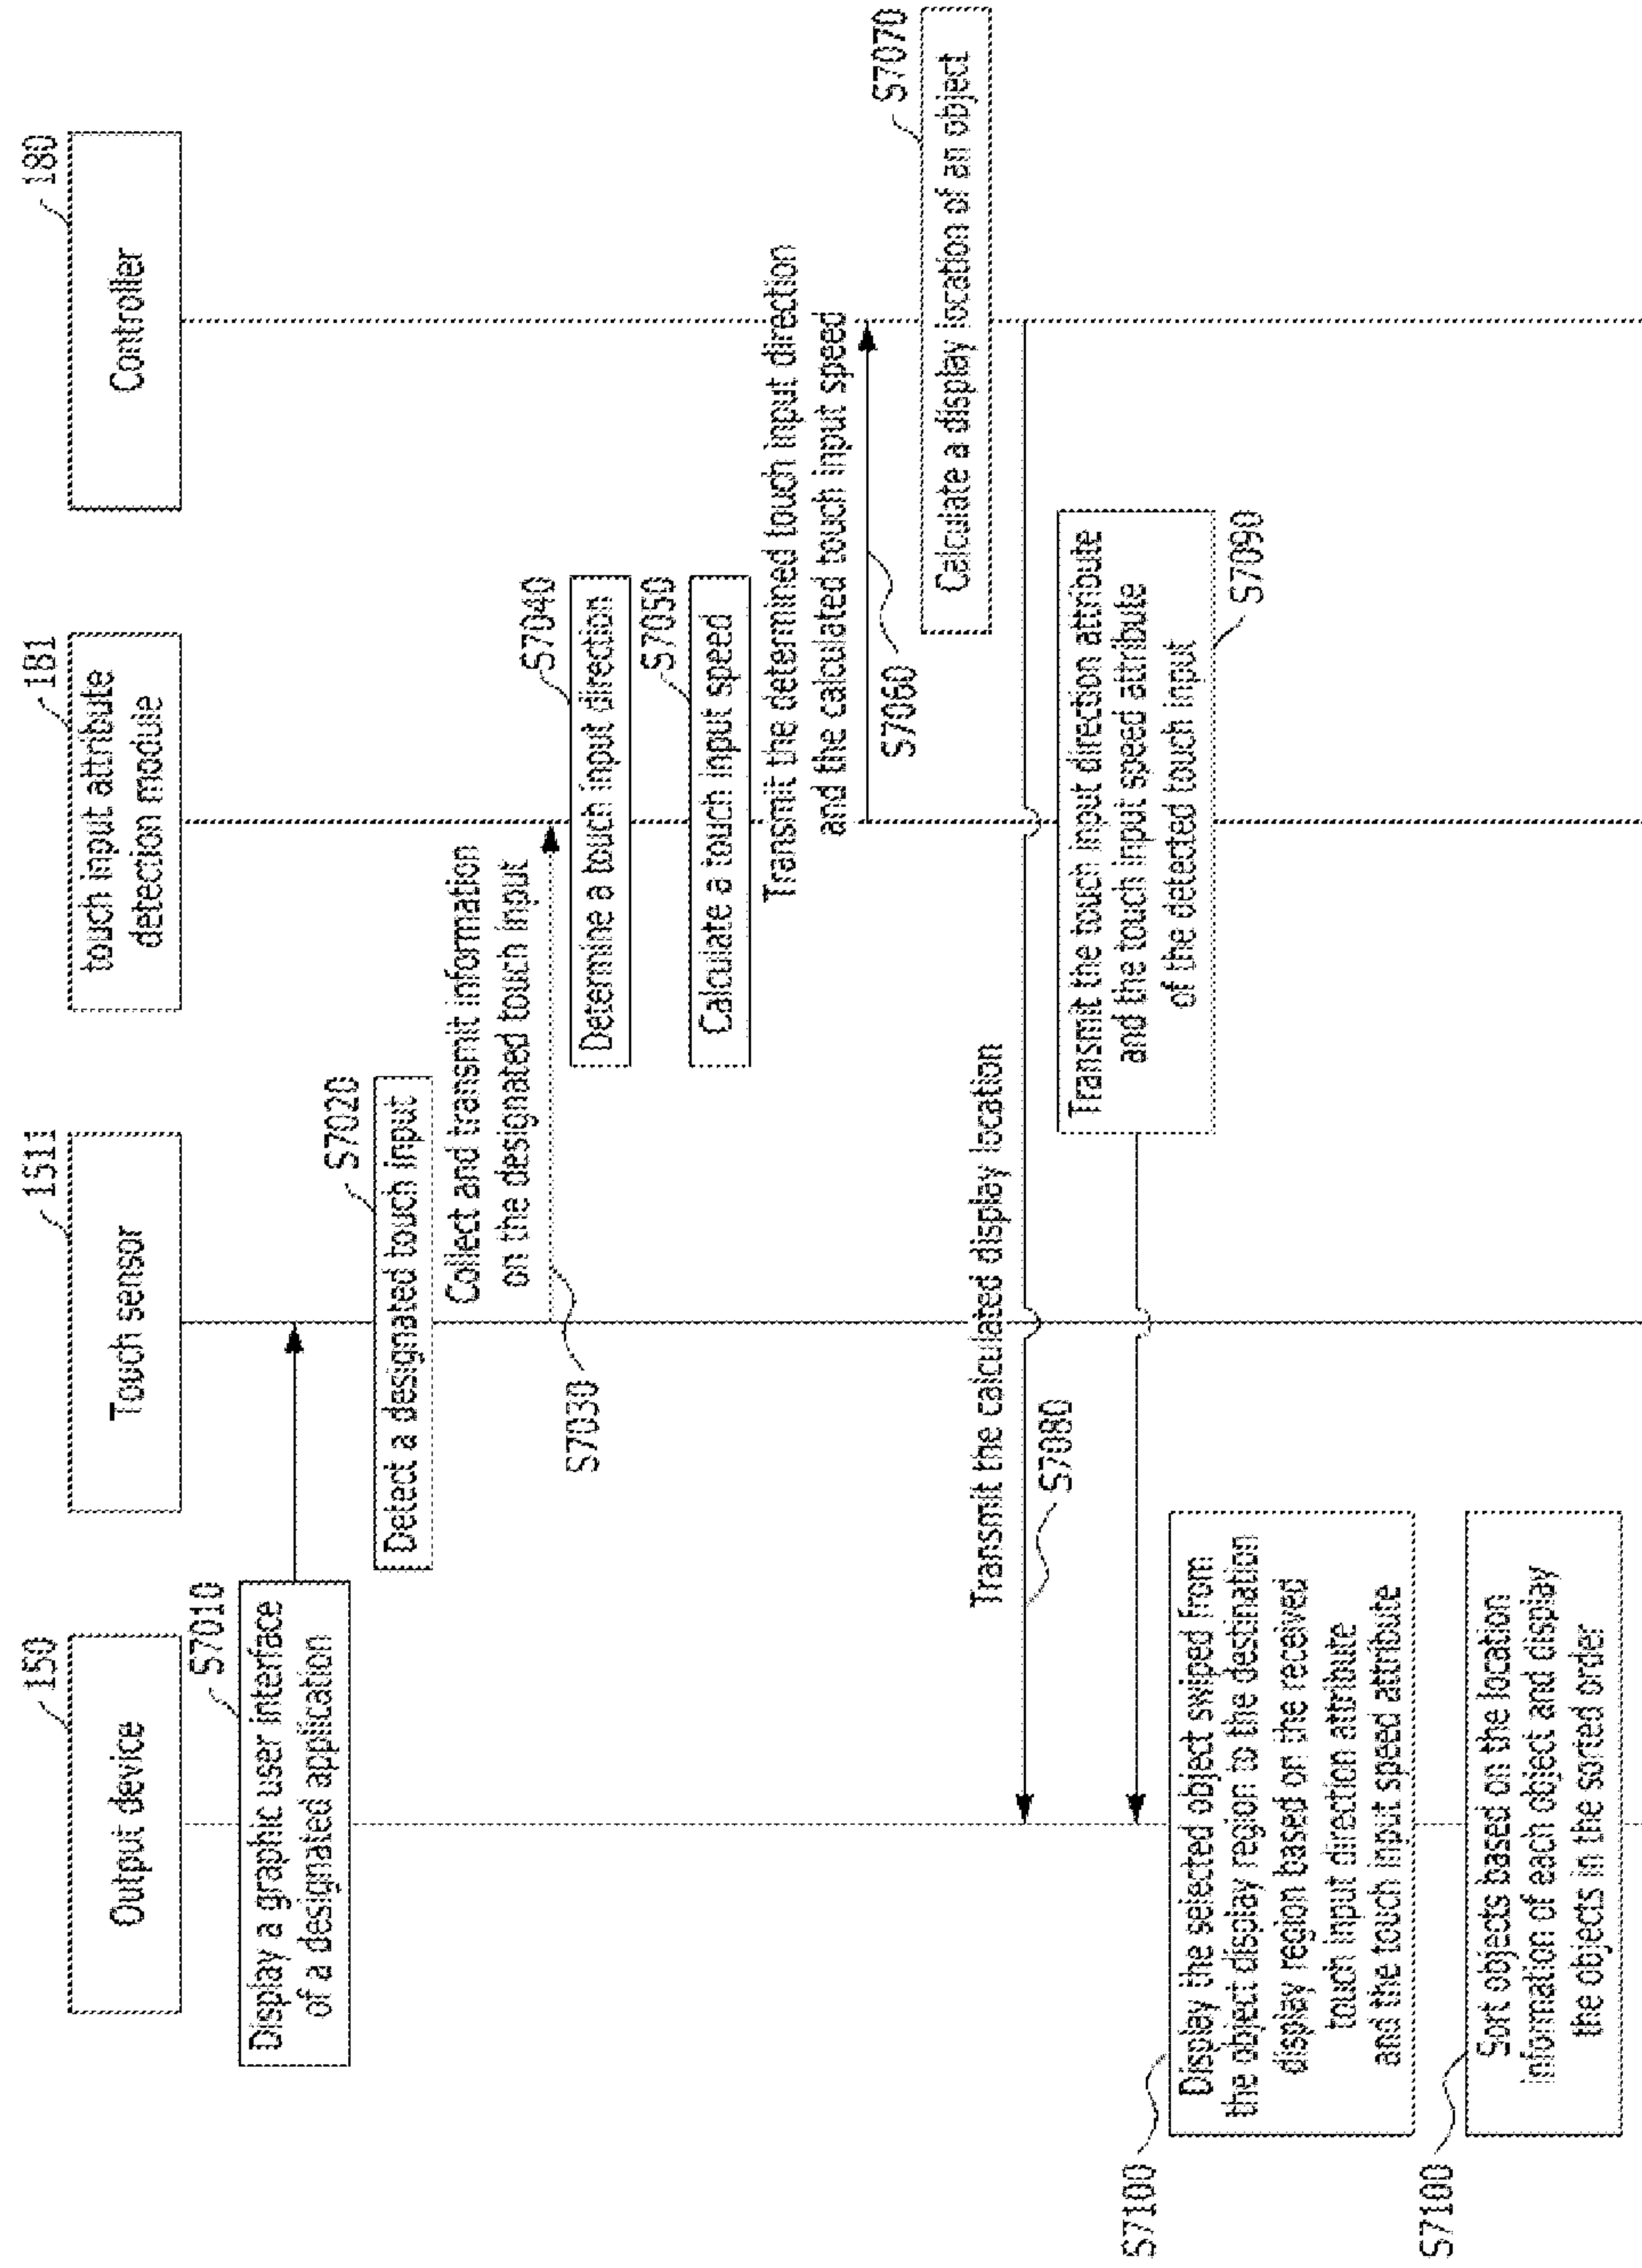 150
Output device
1511
Touch sensor
181
touch input attribute
detection module
180
Controller
S7010
Display a graphic user interface
of a designated application
S7020
Detect a designated touch input
Collect and transmit information
on the designated touch input
S7030
S7040
Determine a touch input direction
S7050
Calculate a touch input speed
Transmit the determined touch input direction
and the calculated touch input speed
S7060
S7070
Calculate a display location of an object
Transmit the calculated display location
S7080
Transmit the touch input direction attribute
and the touch input speed attribute
of the detected touch input
S7090
S7100
Display the selected object swiped from
the object display region to the destination
display region based on the received
touch input direction attribute
and the touch input speed attribute
S7100
Sort objects based on the location
information of each object and display
the objects in the sorted order